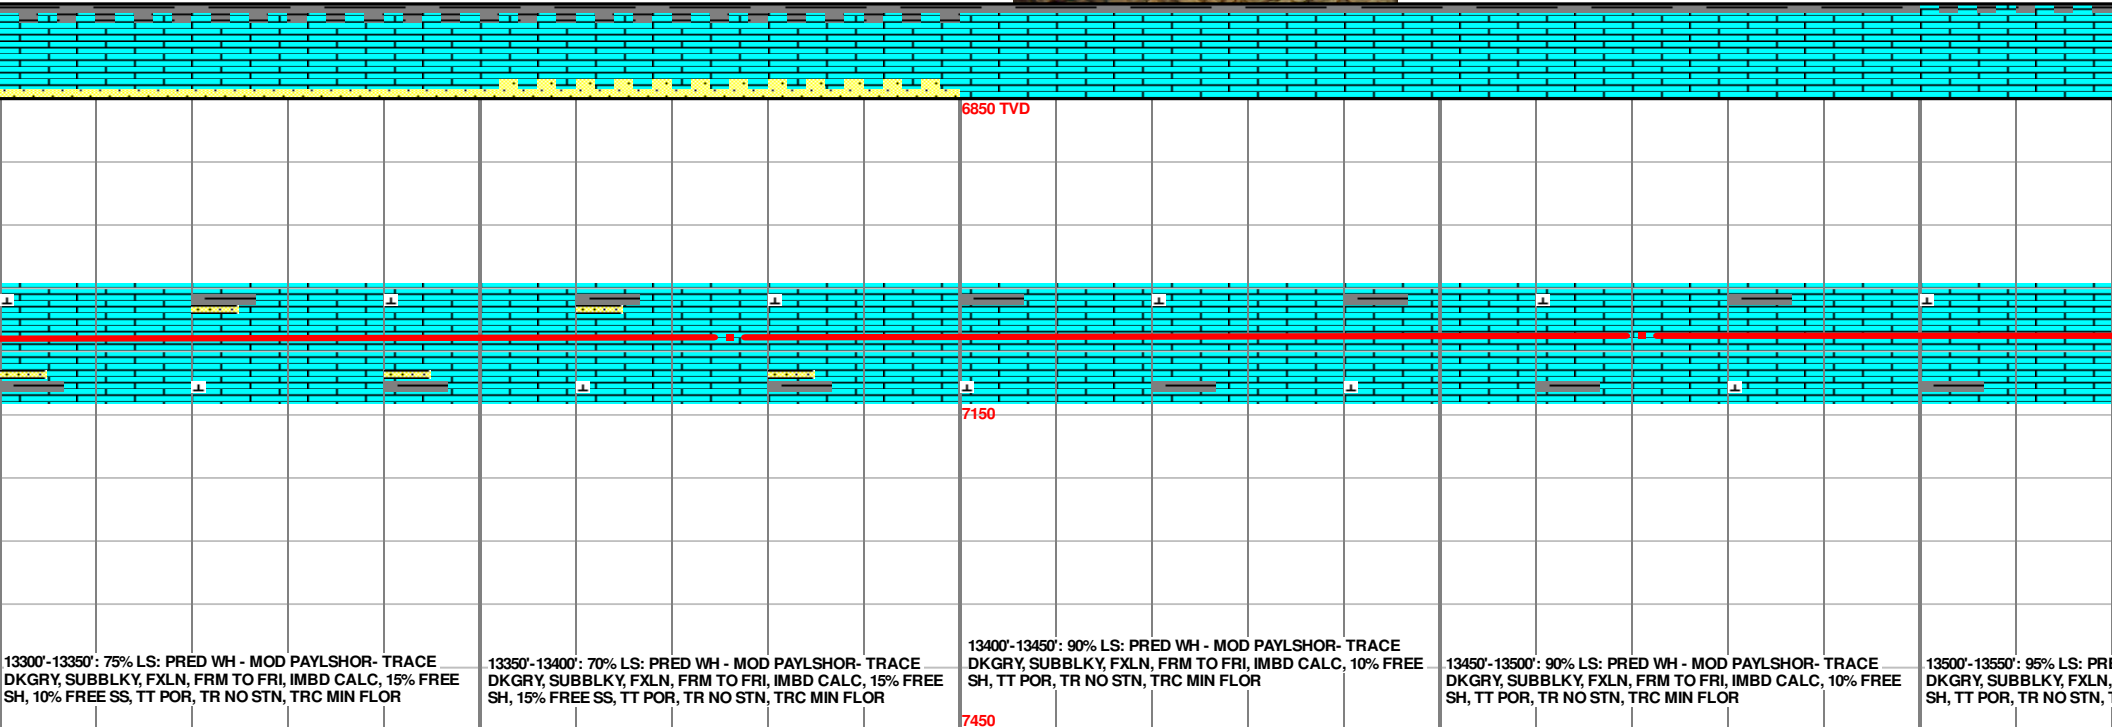 6850 TVD
7150
13300'-13350': 75% LS: PRED WH - MOD PAYLSHOR- TRACE
DKGRY, SUBBLKY, FXLN, FRM TO FRI, IMBD CALC, 15% FREE
SH, 10% FREE SS, TT POR, TR NO STN, TRC MIN FLOR
13350'-13400': 70% LS: PRED WH - MOD PAYLSHOR- TRACE
DKGRY, SUBBLKY, FXLN, FRM TO FRI, IMBD CALC, 15% FREE
SH, 15% FREE SS, TT POR, TR NO STN, TRC MIN FLOR
13400'-13450': 90% LS: PRED WH - MOD PAYLSHOR- TRACE
DKGRY, SUBBLKY, FXLN, FRM TO FRI, IMBD CALC, 10% FREE
SH, TT POR, TR NO STN, TRC MIN FLOR
13450'-13500': 90% LS: PRED WH - MOD PAYLSHOR- TRACE
DKGRY, SUBBLKY, FXLN, FRM TO FRI, IMBD CALC, 10% FREE
SH, TT POR, TR NO STN, TRC MIN FLOR
13500'-13550': 95% LS: PRE
DKGRY, SUBBLKY, FXLN,
SH, TT POR, TR NO STN,
7450